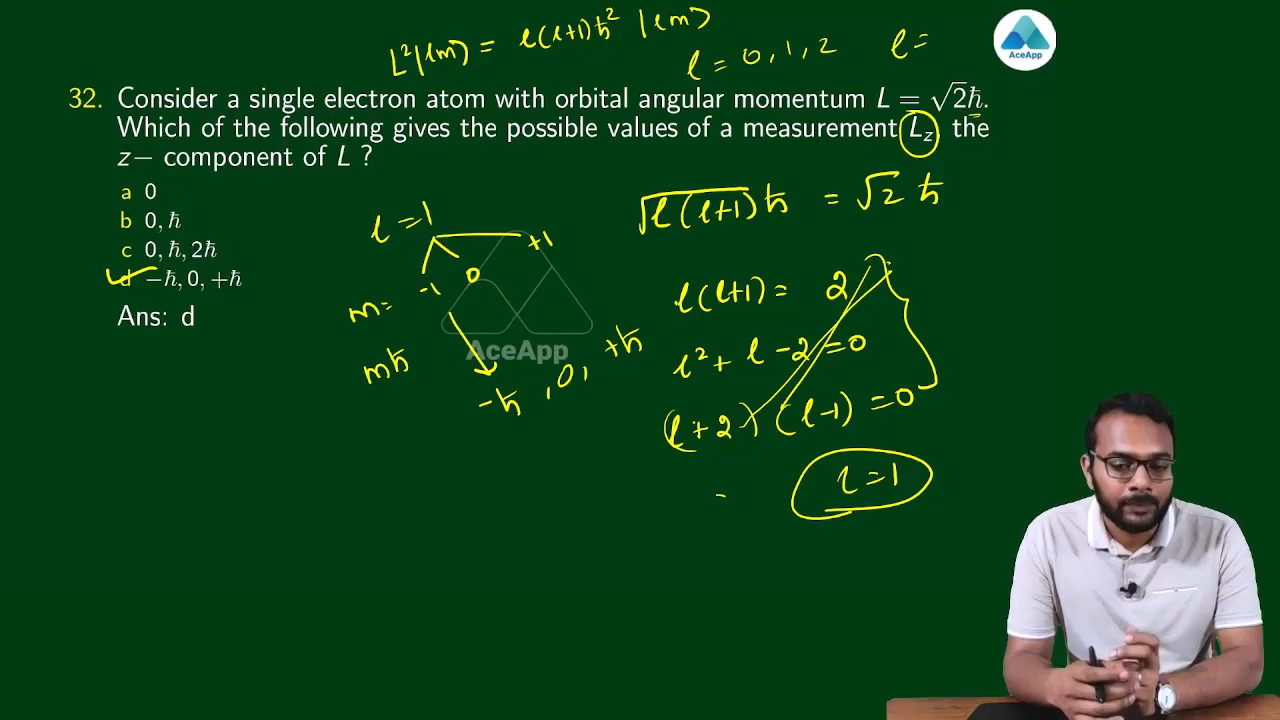 L²|lm⟩ = l(l+1)ħ² |lm⟩
l = 0, 1, 2
l =
AceApp
32. Consider a single electron atom with orbital angular momentum L = √2ħ.
Which of the following gives the possible values of a measurement L_z the
z− component of L ?
a 0
b 0, ħ
c 0, ħ, 2ħ
d −ħ, 0, +ħ
Ans: d
√l(l+1) ħ = √2 ħ
l(l+1) = 2
l² + l − 2 = 0
(l+2) (l−1) = 0
l = 1
l = 1
m = -1 0 +1
mħ
-ħ, 0, +ħ
AceApp